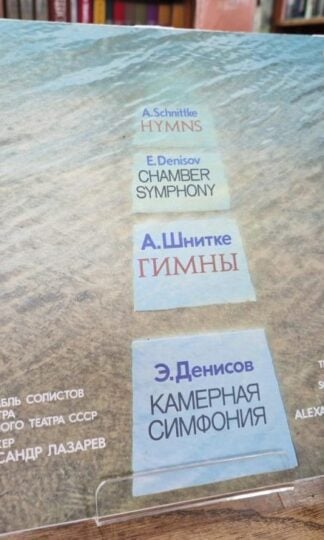 A.Schnittke
HYMNS
E.Denisov
CHAMBER
SYMPHONY
А.Шнитке
ГИМНЫ
Э.Денисов
КАМЕРНАЯ
СИМФОНИЯ
СОЛИСТОВ
ТЕАТРА СССР
ЛАЗАРЕВ